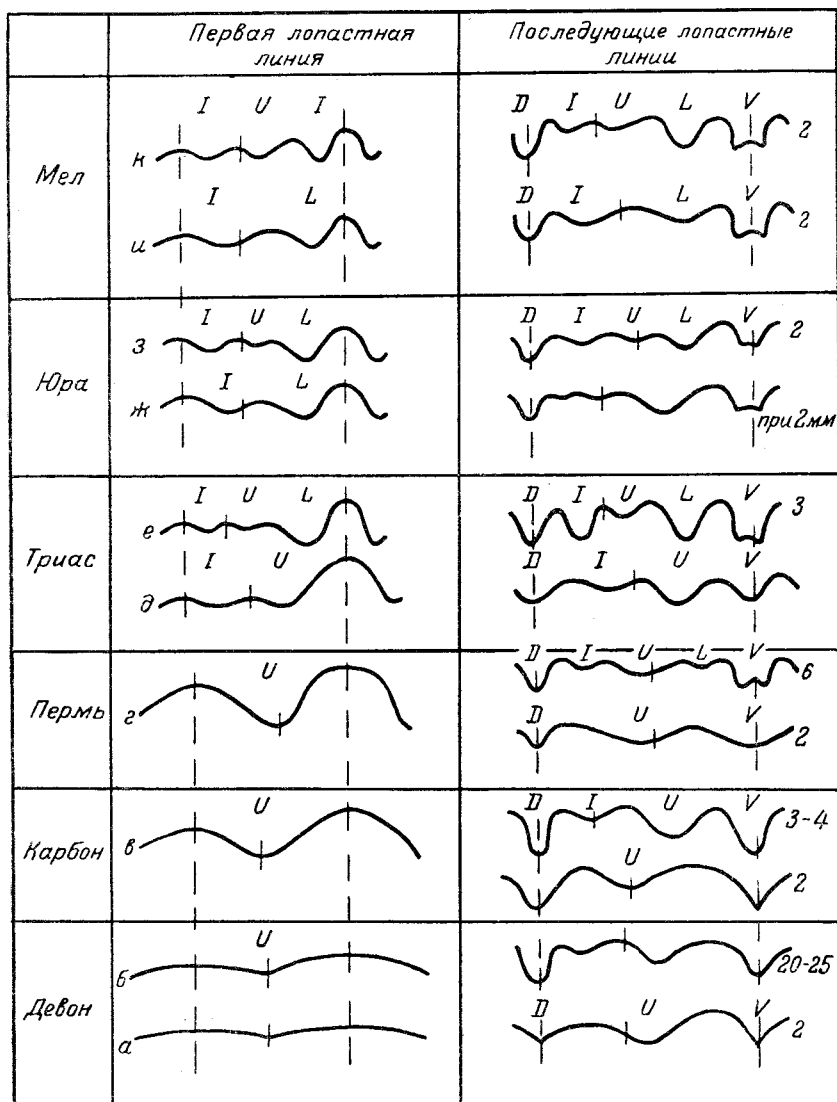 Первая лопастная
линия
Последующие лопастные
линии
Мел
I U I
к
D I U L V
2
I L
и
D I L V
2
Юра
I U L
з
D I U L V
2
I L
ж
при 2мм
Триас
I U L
е
D I U L V
3
I U
д
D I U V
2
Пермь
U
г
D I U L V
6
D U V
2
Карбон
U
в
D I U V
3-4
U
2
Девон
U
б
20-25
а
D U V
2